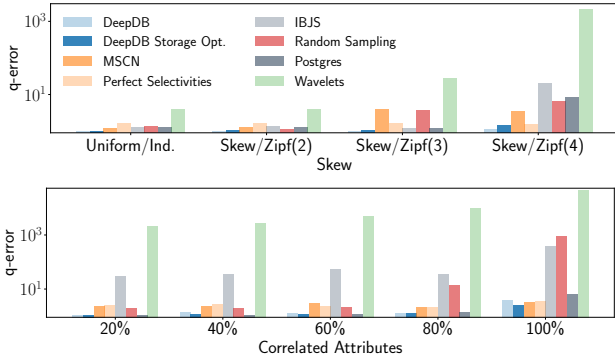 10³
10¹
q-error
DeepDB
DeepDB Storage Opt.
MSCN
Perfect Selectivities
IBJS
Random Sampling
Postgres
Wavelets
Uniform/Ind. Skew/Zipf(2) Skew/Zipf(3) Skew/Zipf(4)
Skew
10³
10¹
q-error
20% 40% 60% 80% 100%
Correlated Attributes